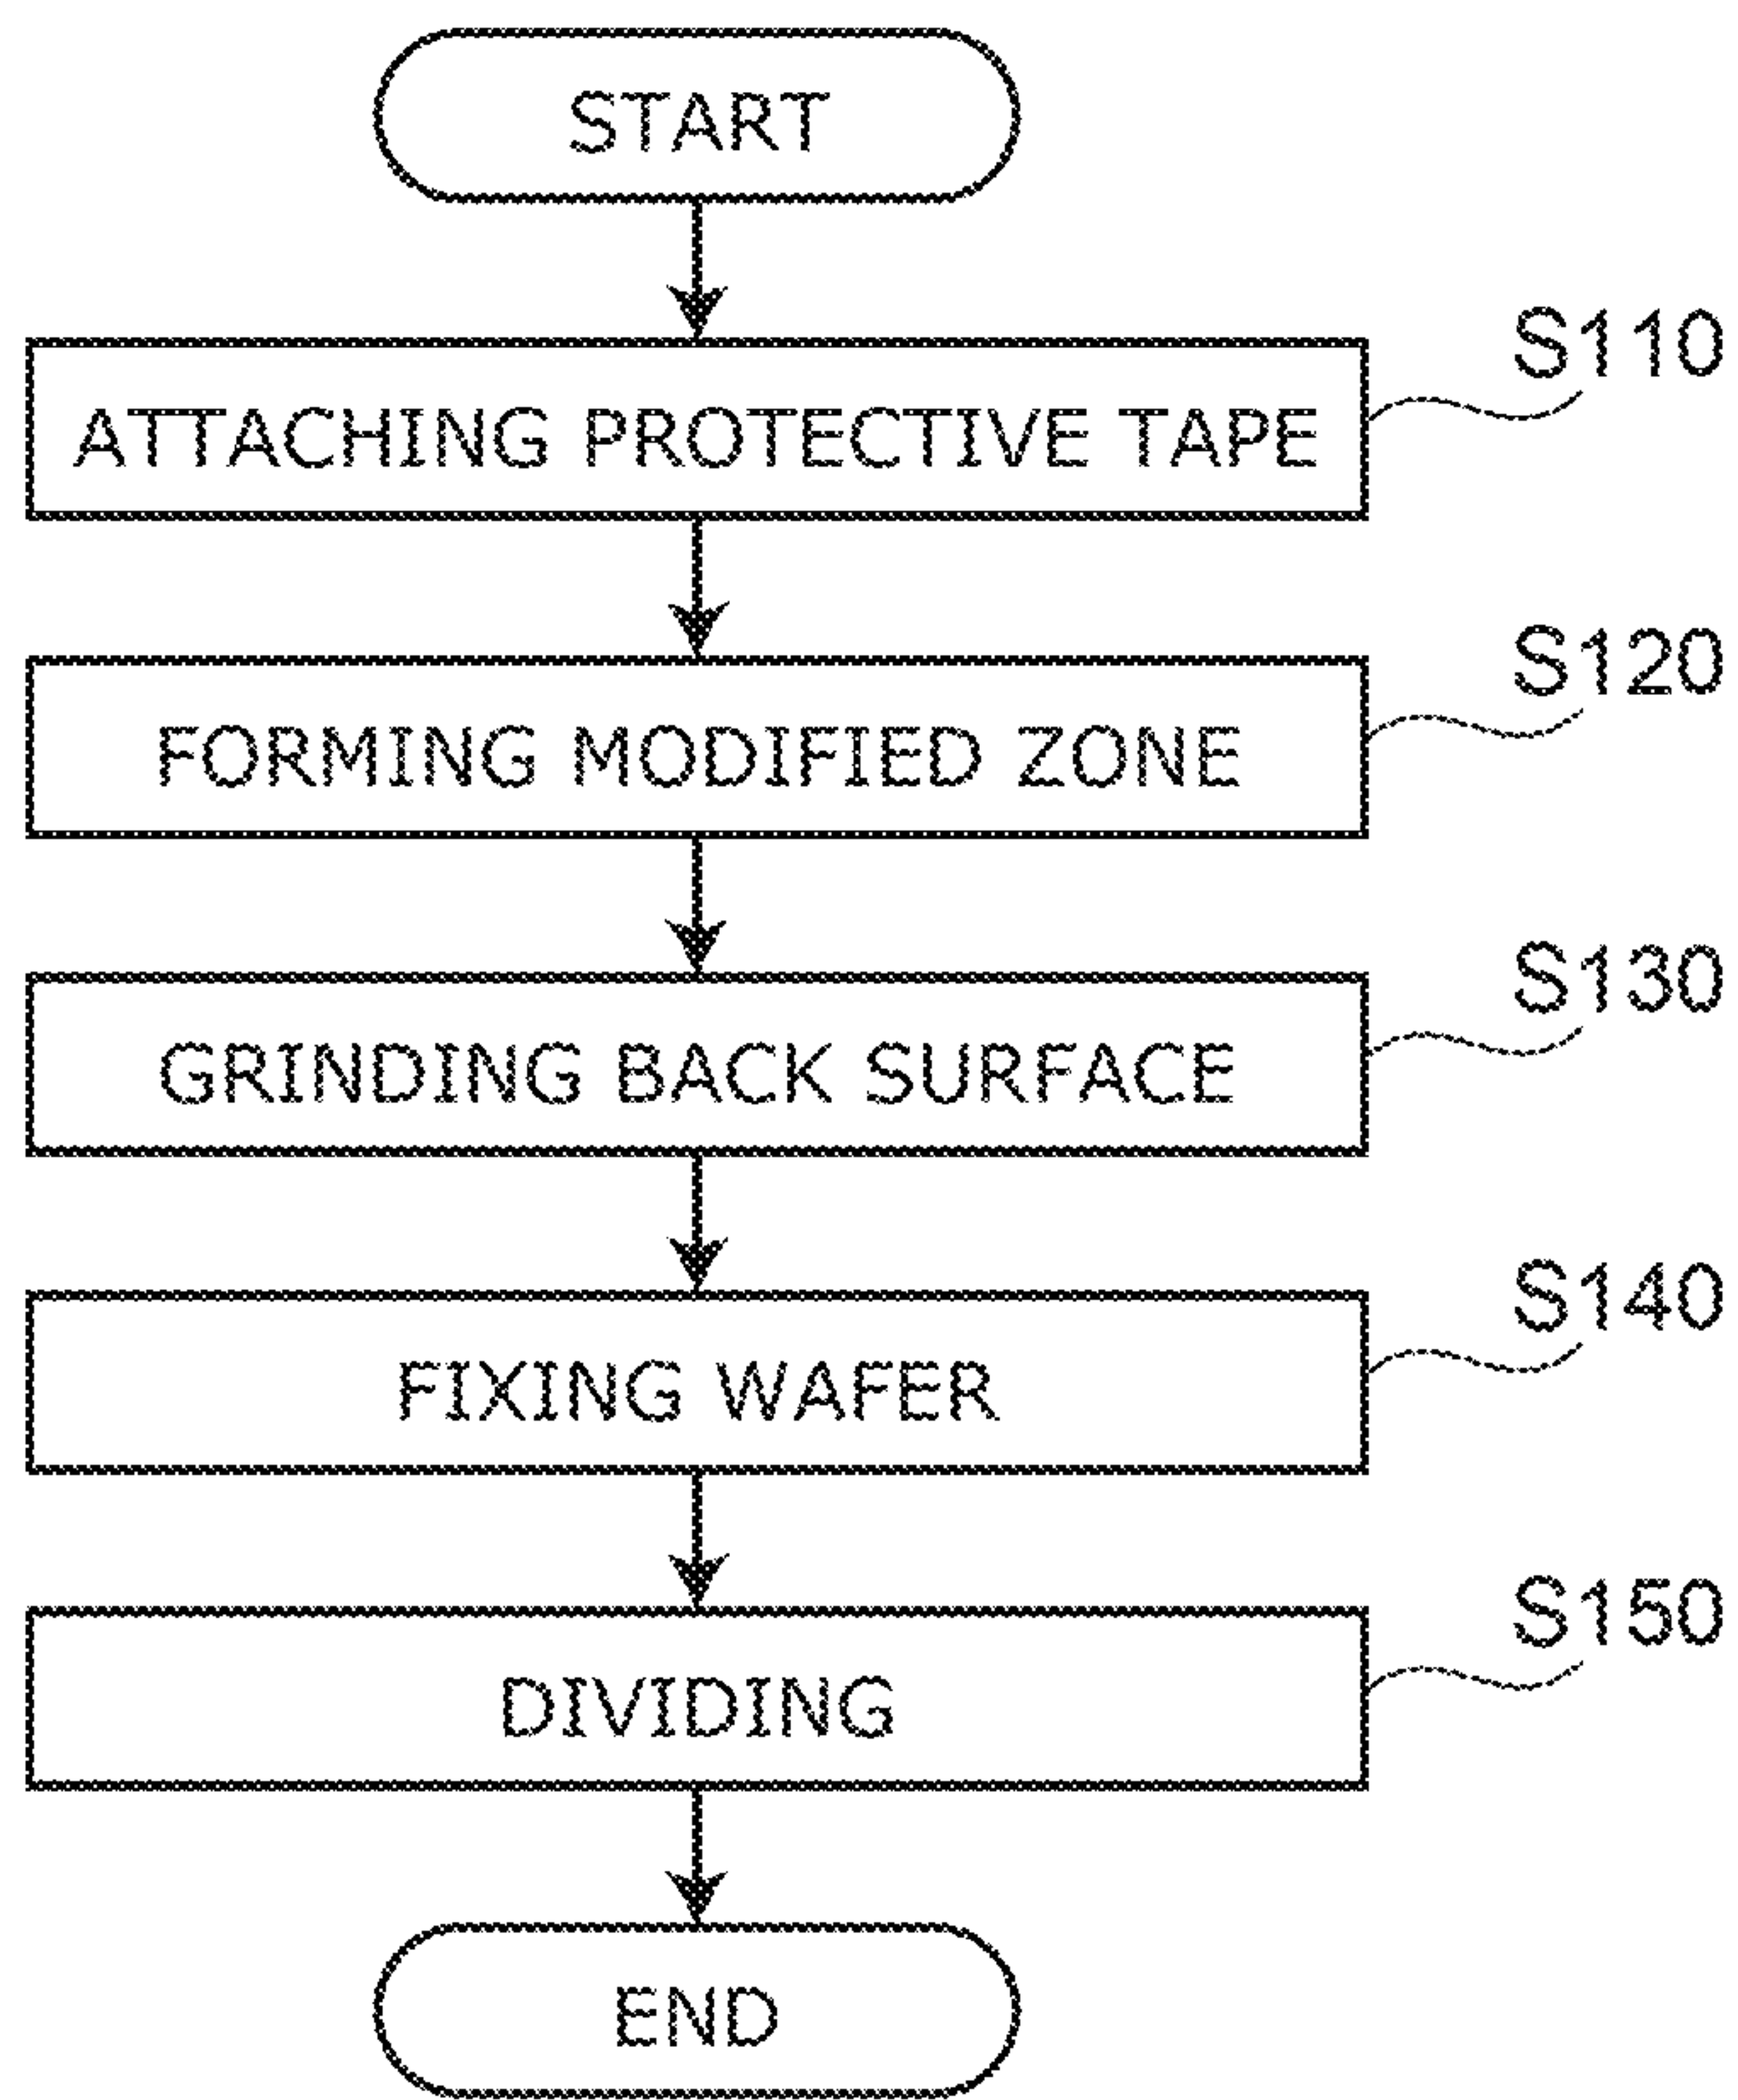 START
S110
ATTACHING PROTECTIVE TAPE
S120
FORMING MODIFIED ZONE
S130
GRINDING BACK SURFACE
S140
FIXING WAFER
S150
DIVIDING
END